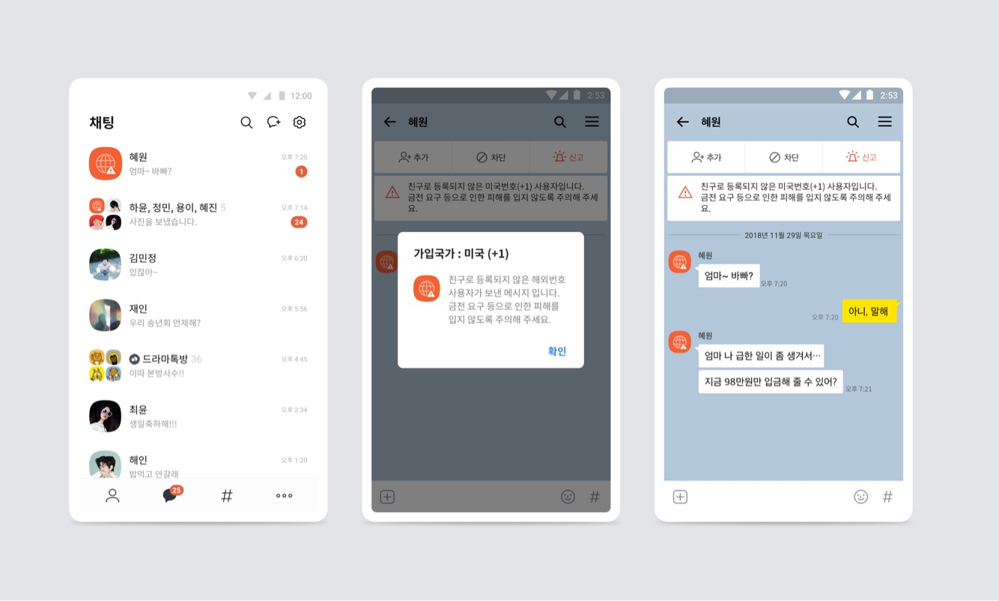 12:00
채팅
혜원
오후 7:20
엄마~ 바빠?
1
하윤, 정민, 용이, 혜진 5
오후 7:14
사진을 보냈습니다.
24
김민정
오후 6:20
있잖아~
재인
오후 5:56
우리 송년회 언제해?
드라마톡방 36
오후 4:45
이따 본방사수!!
최윤
오후 2:34
생일축하해!!!
해인
오후 1:20
밥먹고 안갈래
25
#
2:53
혜원
추가
차단
신고
친구로 등록되지 않은 미국번호(+1) 사용자입니다.
금전 요구 등으로 인한 피해를 입지 않도록 주의해 주세
요.
가입국가 : 미국 (+1)
친구로 등록되지 않은 해외번호
사용자가 보낸 메시지 입니다.
금전 요구 등으로 인한 피해를
입지 않도록 주의해 주세요.
확인
#
2:53
혜원
추가
차단
신고
친구로 등록되지 않은 미국번호(+1) 사용자입니다.
금전 요구 등으로 인한 피해를 입지 않도록 주의해 주세
요.
2018년 11월 29일 목요일
혜원
엄마~ 바빠?
오후 7:20
아니, 말해
오후 7:20
혜원
엄마 나 급한 일이 좀 생겨서…
지금 98만원만 입금해 줄 수 있어?
오후 7:21
#